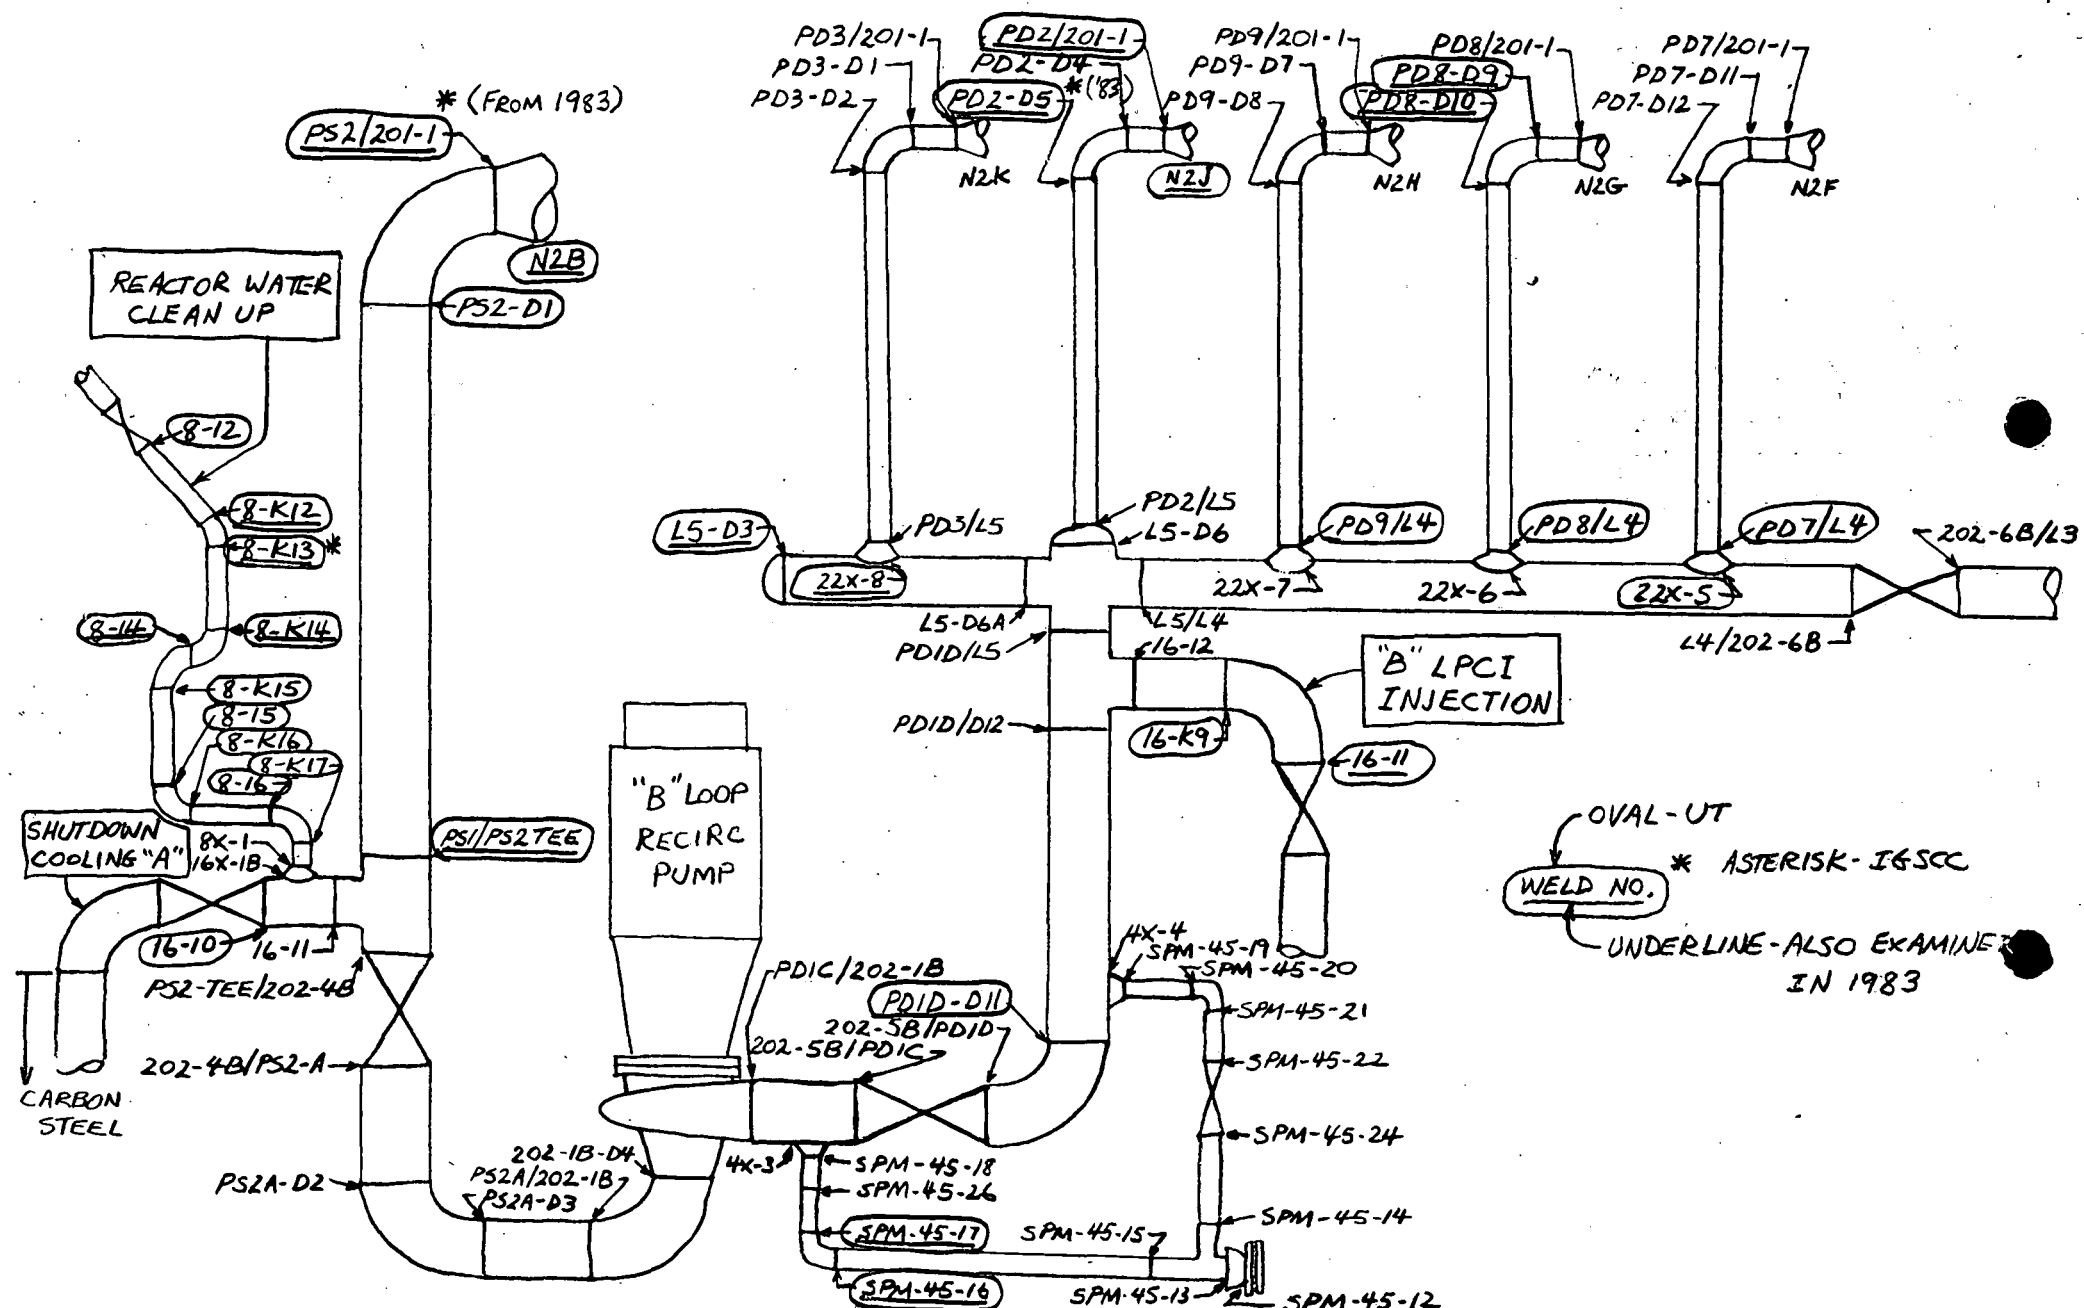 PD3/201-1
PD3-D1
PD3-D2
PD2/201-1
PD2-D4
PD2-D5
* ('83)
PD9/201-1
PD9-D7
PD9-D8
PD8/201-1
PD8-D9
PD8-D10
PD7/201-1
PD7-D11
PD7-D12
* (FROM 1983)
PS2/201-1
N2K
N2J
N2H
N2G
N2F
N2B
REACTOR WATER
CLEAN UP
PS2-D1
8-12
8-K12
8-K13 *
8-14
8-K14
8-K15
8-15
8-K16
8-K17
8-16
L5-D3
PD3/L5
PD2/L5
L5-D6
PD9/L4
PD8/L4
PD7/L4
202-6B/L3
22X-8
22X-7
22X-6
22X-5
L5-D6A
L5/L4
L4/202-6B
PD1D/L5
16-12
"B" LPCI
INJECTION
PD1D/D12
16-K9
16-11
SHUTDOWN
COOLING "A"
8X-1
16X-1B
PS1/PS2 TEE
"B" LOOP
RECIRC
PUMP
OVAL-UT
* ASTERISK-IGSCC
WELD NO.
UNDERLINE-ALSO EXAMINED
IN 1983
16-10
16-11
PS2-TEE/202-4B
4X-4
SPM-45-19
SPM-45-20
SPM-45-21
SPM-45-22
SPM-45-24
SPM-45-14
PD1C/202-1B
PD1D-D11
202-5B/PD1D
202-5B/PD1C
202-4B/PS2-A
CARBON
STEEL
PS2A-D2
202-1B-D4
PS2A/202-1B
PS2A-D3
4X-3
SPM-45-18
SPM-45-26
SPM-45-17
SPM-45-15
SPM-45-16
SPM-45-13
SPM-45-12